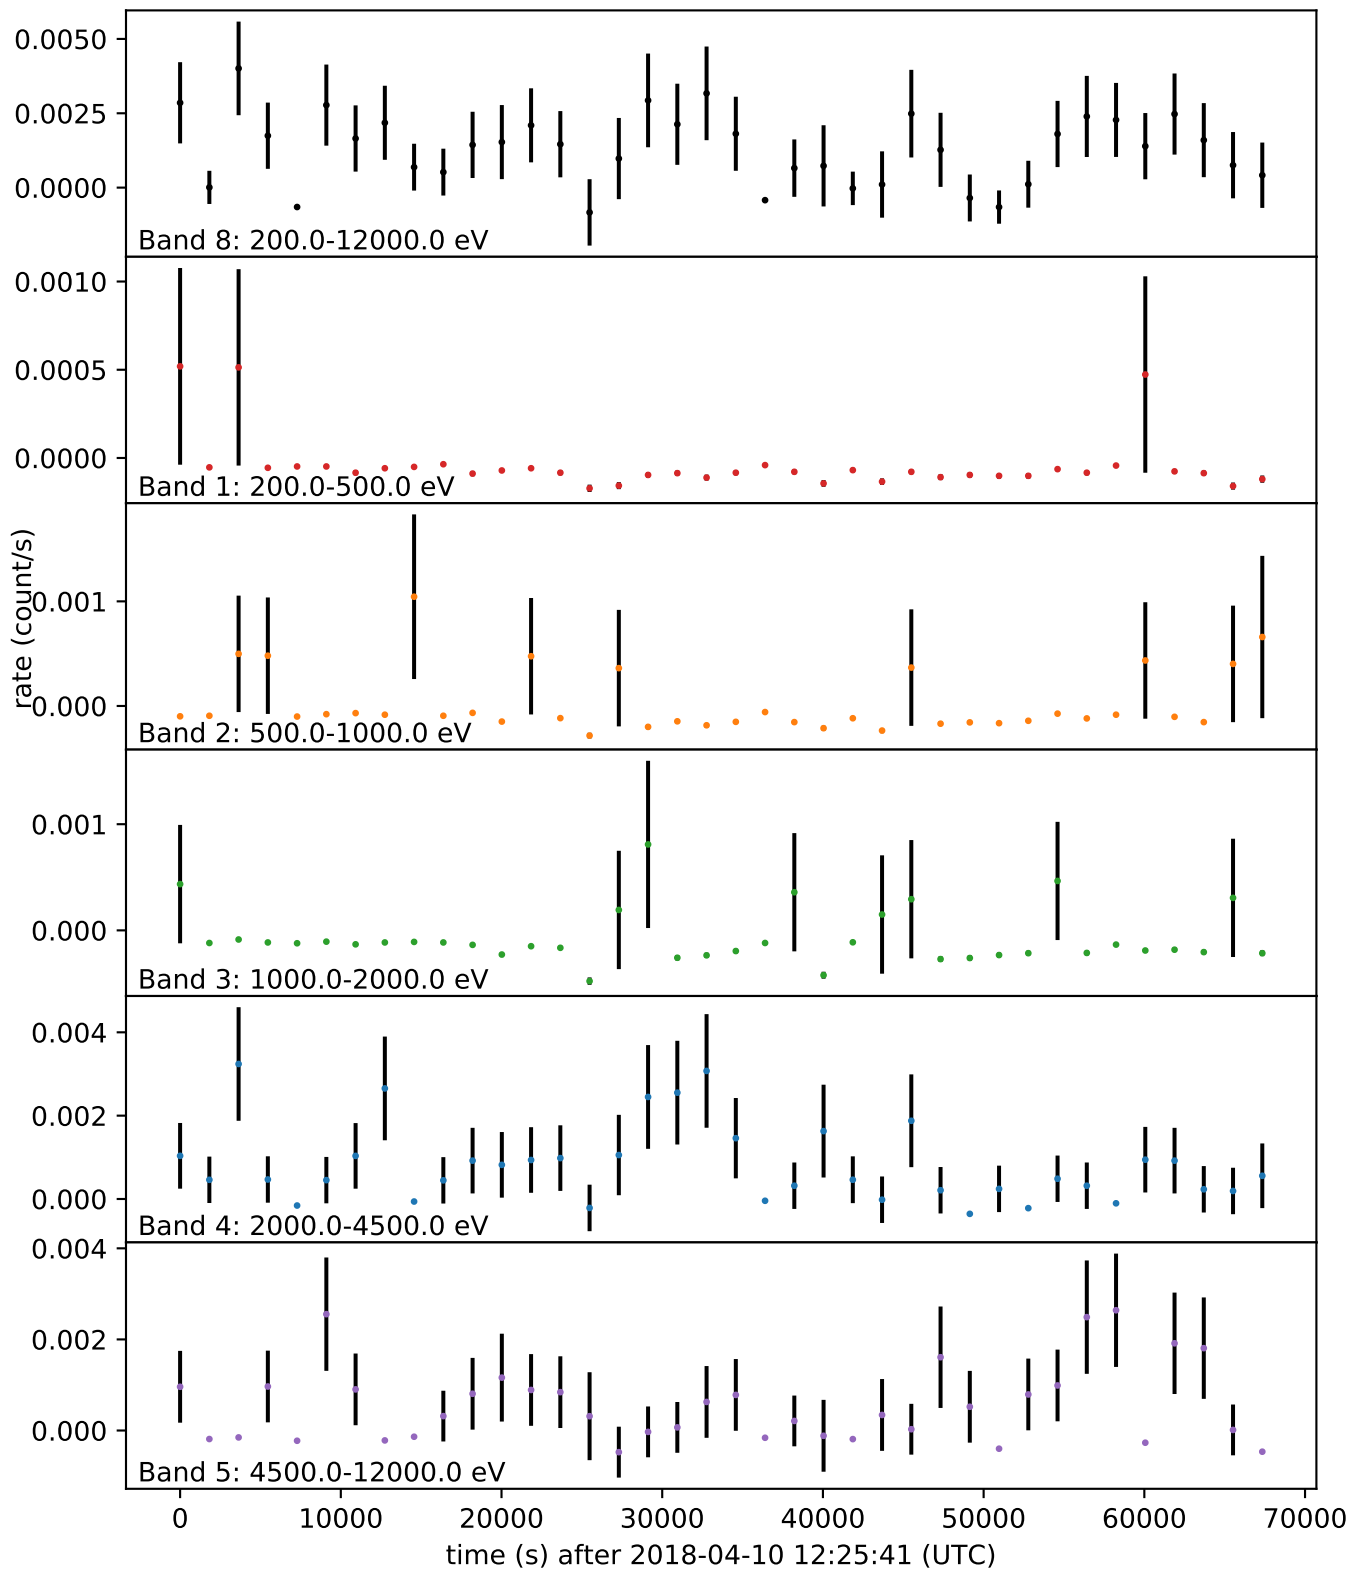 0.0050
0.0025
0.0000
Band 8: 200.0-12000.0 eV
0.0010
0.0005
0.0000
Band 1: 200.0-500.0 eV
rate (count/s)
0.001
0.000
Band 2: 500.0-1000.0 eV
0.001
0.000
Band 3: 1000.0-2000.0 eV
0.004
0.002
0.000
Band 4: 2000.0-4500.0 eV
0.004
0.002
0.000
Band 5: 4500.0-12000.0 eV
0 10000 20000 30000 40000 50000 60000 70000
time (s) after 2018-04-10 12:25:41 (UTC)